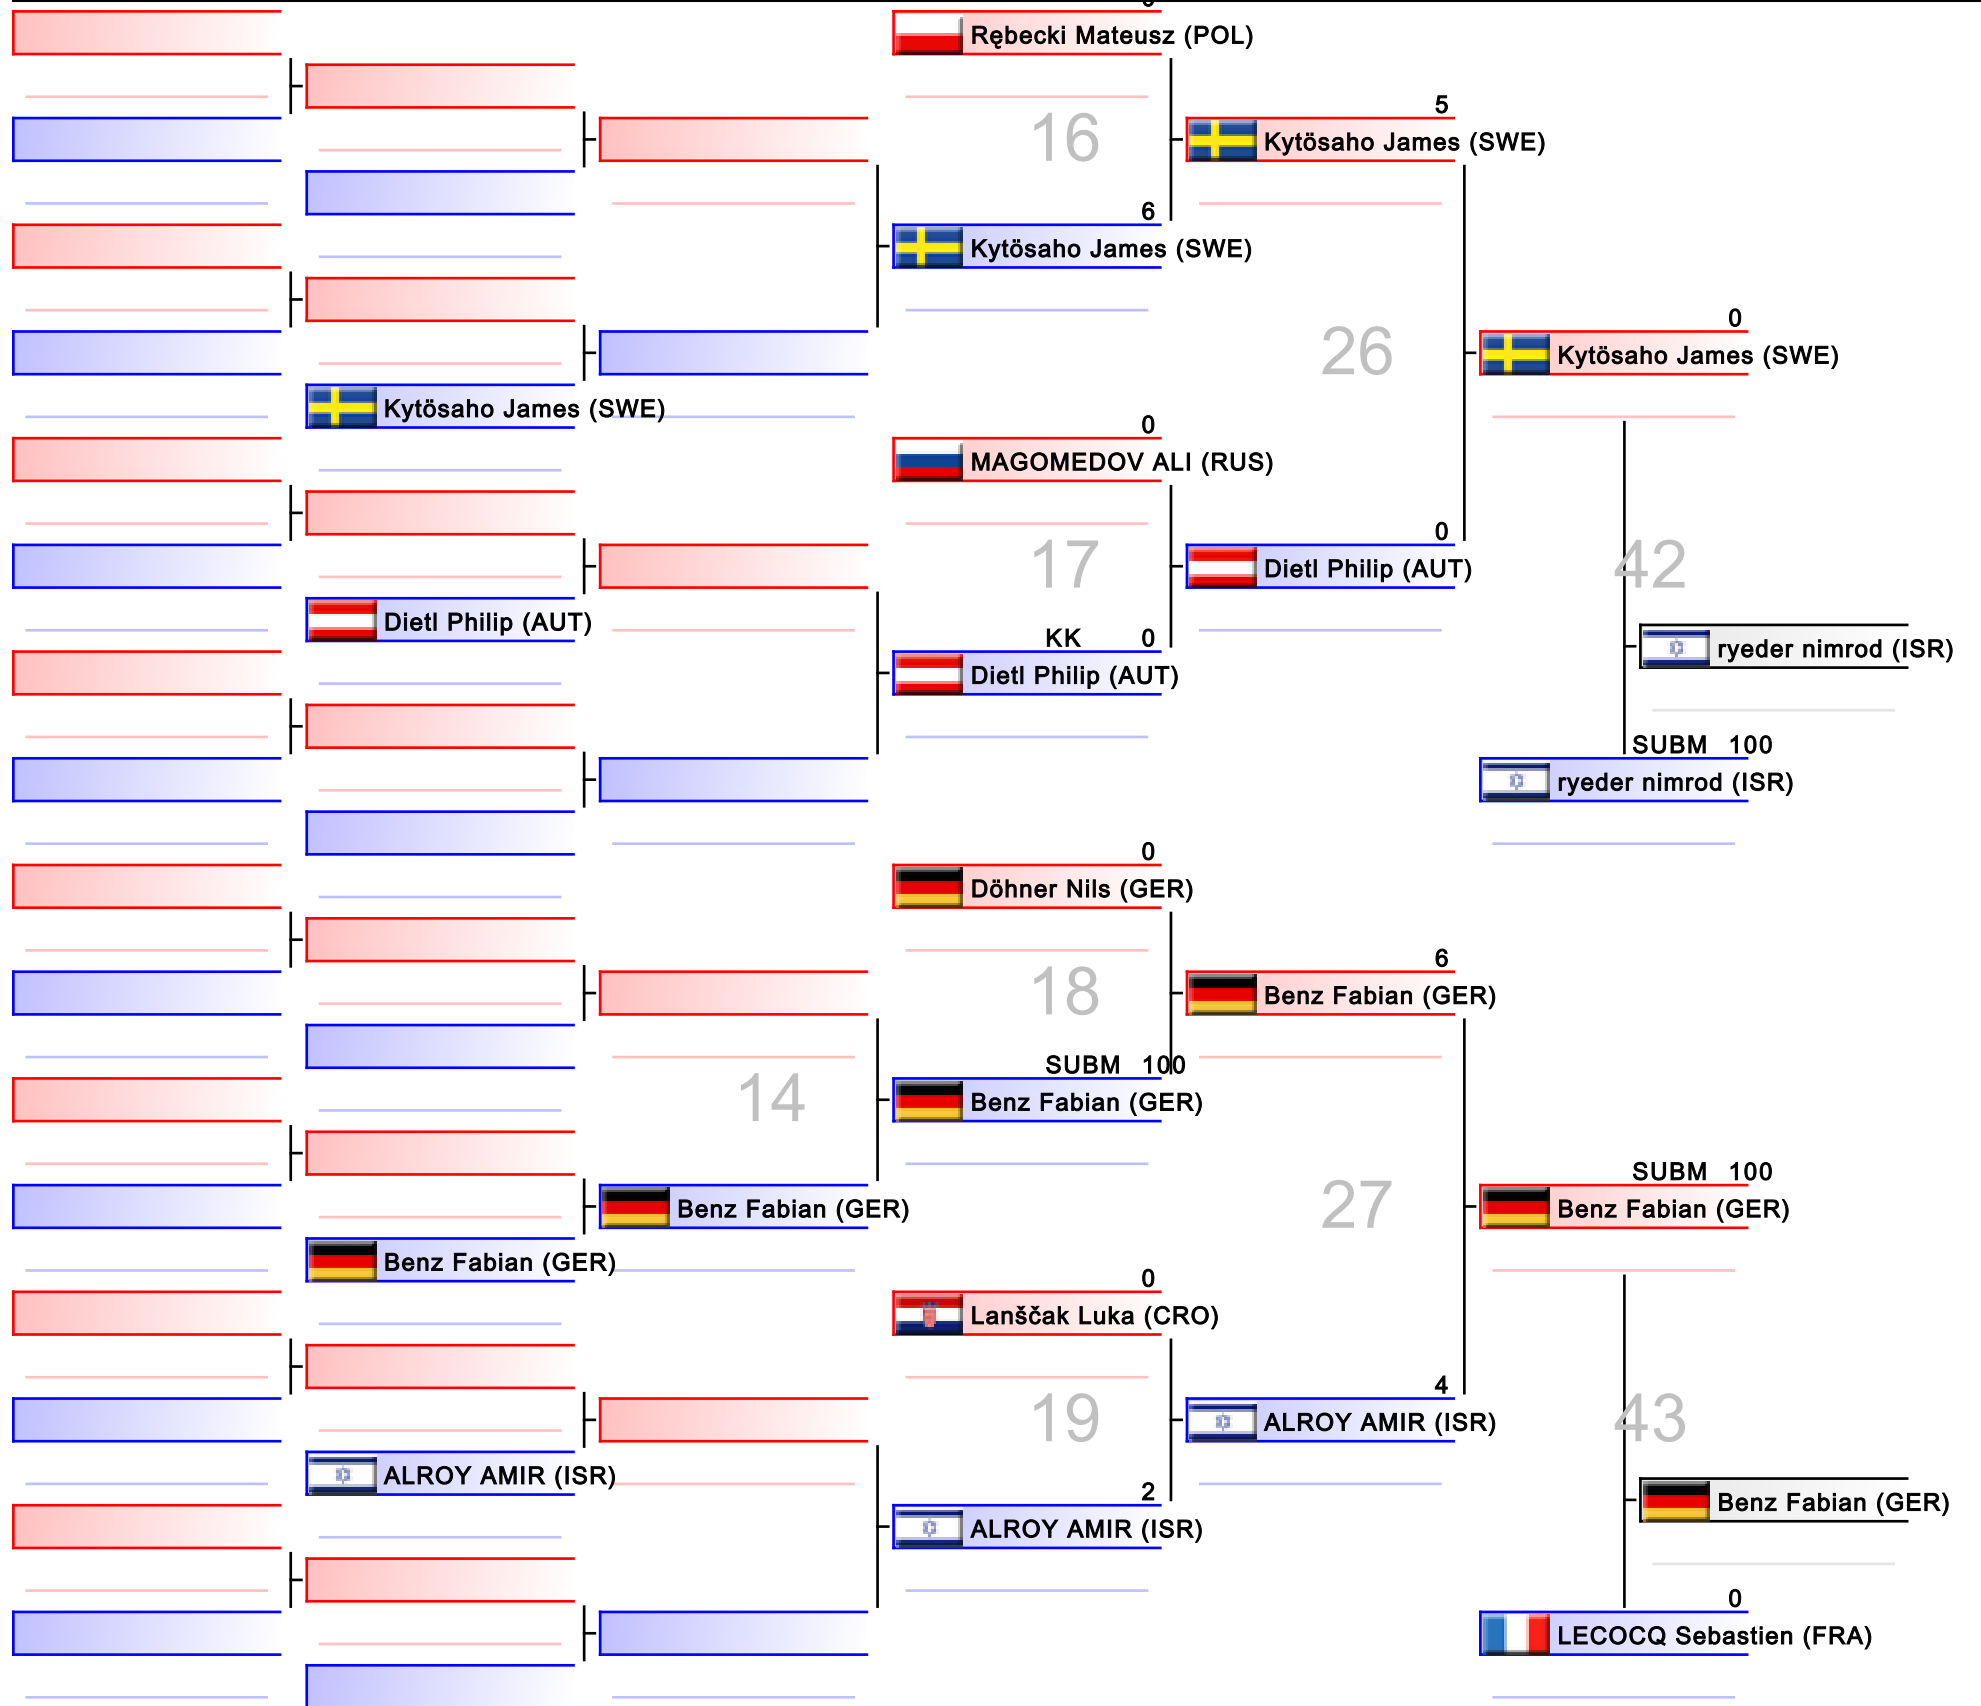 Rębecki Mateusz (POL)
5
16
Kytösaho James (SWE)
6
Kytösaho James (SWE)
0
26
Kytösaho James (SWE)
Kytösaho James (SWE)
0
MAGOMEDOV ALI (RUS)
0
17
Dietl Philip (AUT)
42
Dietl Philip (AUT)
KK 0
ryeder nimrod (ISR)
Dietl Philip (AUT)
SUBM 100
ryeder nimrod (ISR)
0
Döhner Nils (GER)
6
18
Benz Fabian (GER)
SUBM 100
14
Benz Fabian (GER)
SUBM 100
27
Benz Fabian (GER)
Benz Fabian (GER)
Benz Fabian (GER)
0
Lanščak Luka (CRO)
4
19
ALROY AMIR (ISR)
43
ALROY AMIR (ISR)
2
Benz Fabian (GER)
ALROY AMIR (ISR)
0
LECOCQ Sebastien (FRA)